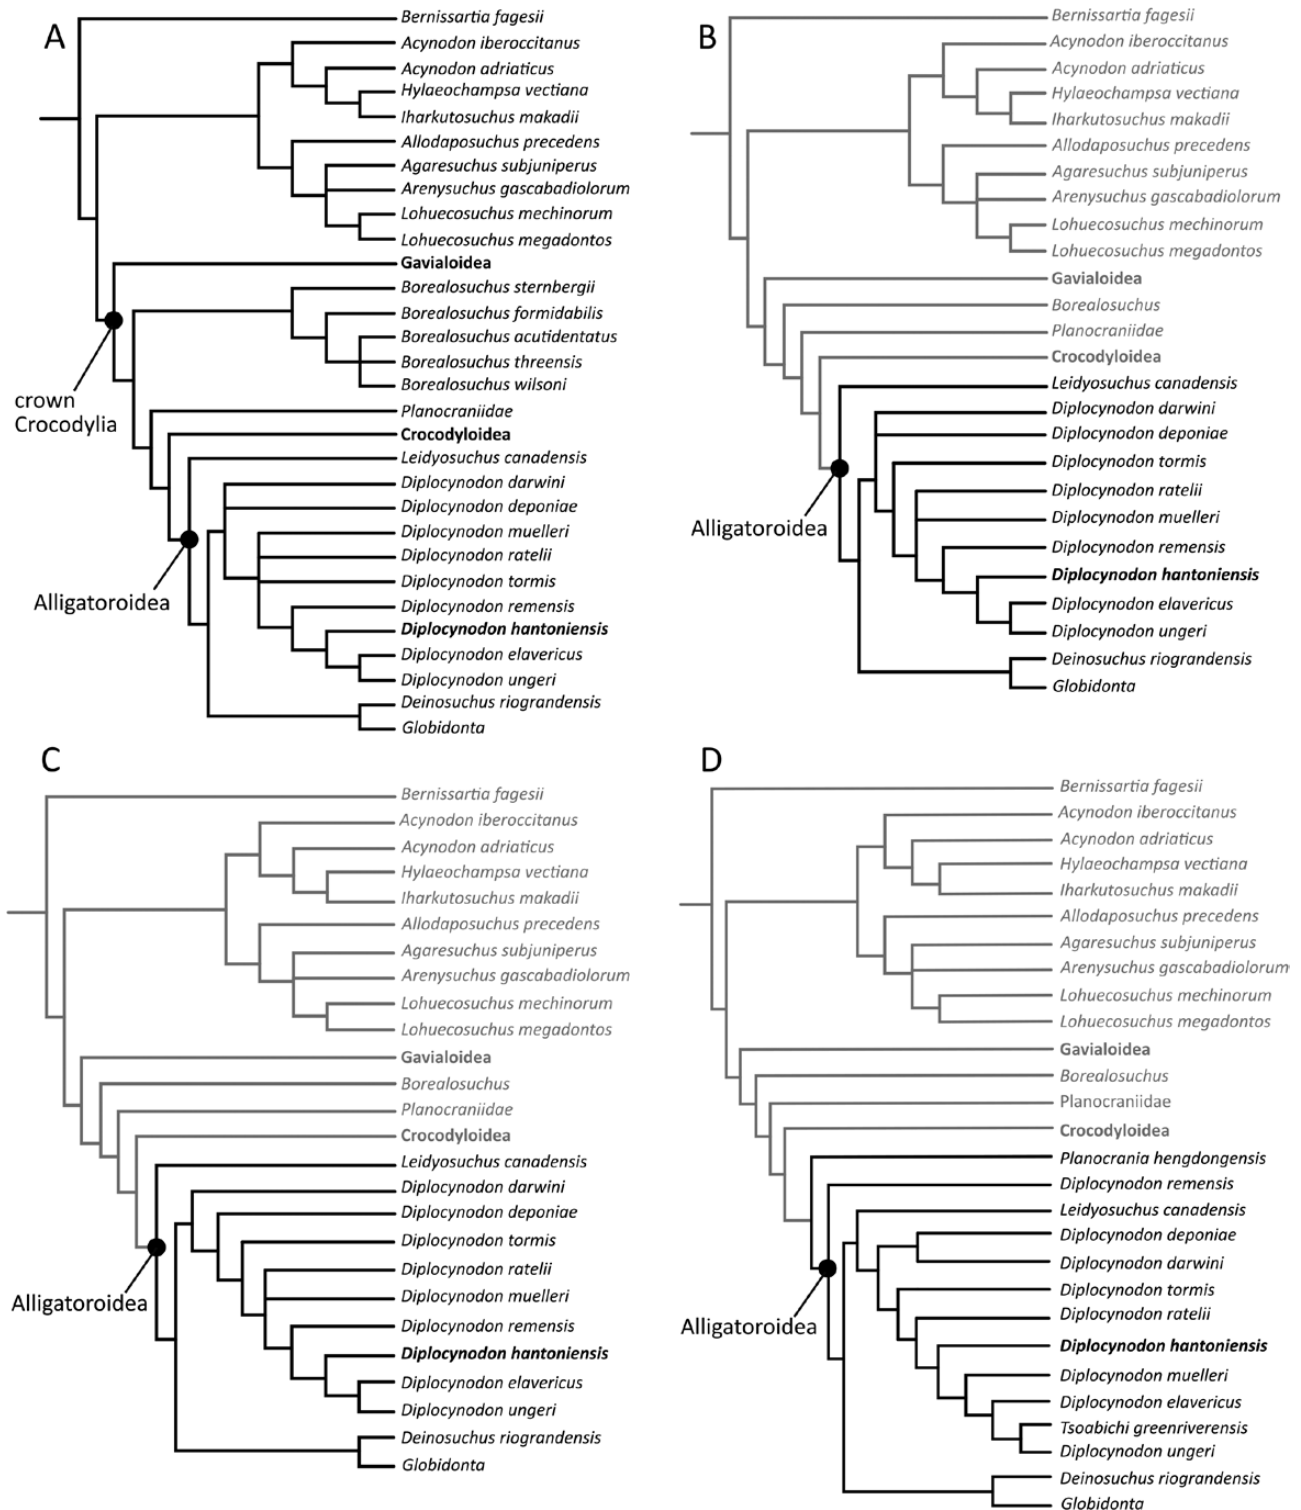 A
Bernissartia fagesii
Acynodon iberoccitanus
Acynodon adriaticus
Hylaeochampsa vectiana
Iharkutosuchus makadii
Allodaposuchus precedens
Agaresuchus subjuniperus
Arenysuchus gascabadiolorum
Lohuecosuchus mechinorum
Lohuecosuchus megadontos
Gavialoidea
Borealosuchus sternbergii
Borealosuchus formidabilis
Borealosuchus acutidentatus
Borealosuchus threensis
Borealosuchus wilsoni
crown
Crocodylia
Planocraniidae
Crocodyloidea
Leidyosuchus canadensis
Diplocynodon darwini
Diplocynodon deponiae
Diplocynodon muelleri
Diplocynodon ratelii
Diplocynodon tormis
Alligatoroidea
Diplocynodon remensis
Diplocynodon hantoniensis
Diplocynodon elavericus
Diplocynodon ungeri
Deinosuchus riograndensis
Globidonta
B
Bernissartia fagesii
Acynodon iberoccitanus
Acynodon adriaticus
Hylaeochampsa vectiana
Iharkutosuchus makadii
Allodaposuchus precedens
Agaresuchus subjuniperus
Arenysuchus gascabadiolorum
Lohuecosuchus mechinorum
Lohuecosuchus megadontos
Gavialoidea
Borealosuchus
Planocraniidae
Crocodyloidea
Leidyosuchus canadensis
Diplocynodon darwini
Diplocynodon deponiae
Diplocynodon tormis
Diplocynodon ratelii
Diplocynodon muelleri
Alligatoroidea
Diplocynodon remensis
Diplocynodon hantoniensis
Diplocynodon elavericus
Diplocynodon ungeri
Deinosuchus riograndensis
Globidonta
C
Bernissartia fagesii
Acynodon iberoccitanus
Acynodon adriaticus
Hylaeochampsa vectiana
Iharkutosuchus makadii
Allodaposuchus precedens
Agaresuchus subjuniperus
Arenysuchus gascabadiolorum
Lohuecosuchus mechinorum
Lohuecosuchus megadontos
Gavialoidea
Borealosuchus
Planocraniidae
Crocodyloidea
Leidyosuchus canadensis
Diplocynodon darwini
Diplocynodon deponiae
Diplocynodon tormis
Diplocynodon ratelii
Diplocynodon muelleri
Alligatoroidea
Diplocynodon remensis
Diplocynodon hantoniensis
Diplocynodon elavericus
Diplocynodon ungeri
Deinosuchus riograndensis
Globidonta
D
Bernissartia fagesii
Acynodon iberoccitanus
Acynodon adriaticus
Hylaeochampsa vectiana
Iharkutosuchus makadii
Allodaposuchus precedens
Agaresuchus subjuniperus
Arenysuchus gascabadiolorum
Lohuecosuchus mechinorum
Lohuecosuchus megadontos
Gavialoidea
Borealosuchus
Planocraniidae
Crocodyloidea
Planocrania hengdongensis
Diplocynodon remensis
Leidyosuchus canadensis
Diplocynodon deponiae
Diplocynodon darwini
Diplocynodon tormis
Diplocynodon ratelii
Alligatoroidea
Diplocynodon hantoniensis
Diplocynodon muelleri
Diplocynodon elavericus
Tsoabichi greenriverensis
Diplocynodon ungeri
Deinosuchus riograndensis
Globidonta